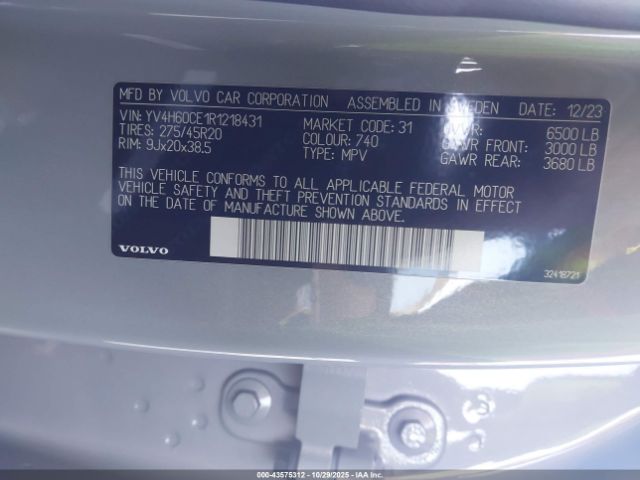 MFD BY VOLVO CAR CORPORATION ASSEMBLED IN SWEDEN DATE: 12/23
VIN: YV4H60CE1R1218431 MARKET CODE: 31 GVWR: 6500 LB
TIRES: 275/45R20 COLOUR: 740 GAWR FRONT: 3000 LB
RIM: 9Jx20x38.5 TYPE: MPV GAWR REAR: 3680 LB
THIS VEHICLE CONFORMS TO ALL APPLICABLE FEDERAL MOTOR
VEHICLE SAFETY AND THEFT PREVENTION STANDARDS IN EFFECT
ON THE DATE OF MANUFACTURE SHOWN ABOVE.
VOLVO 32418721
000-43575312 10/29/2025 - IAAI.COM